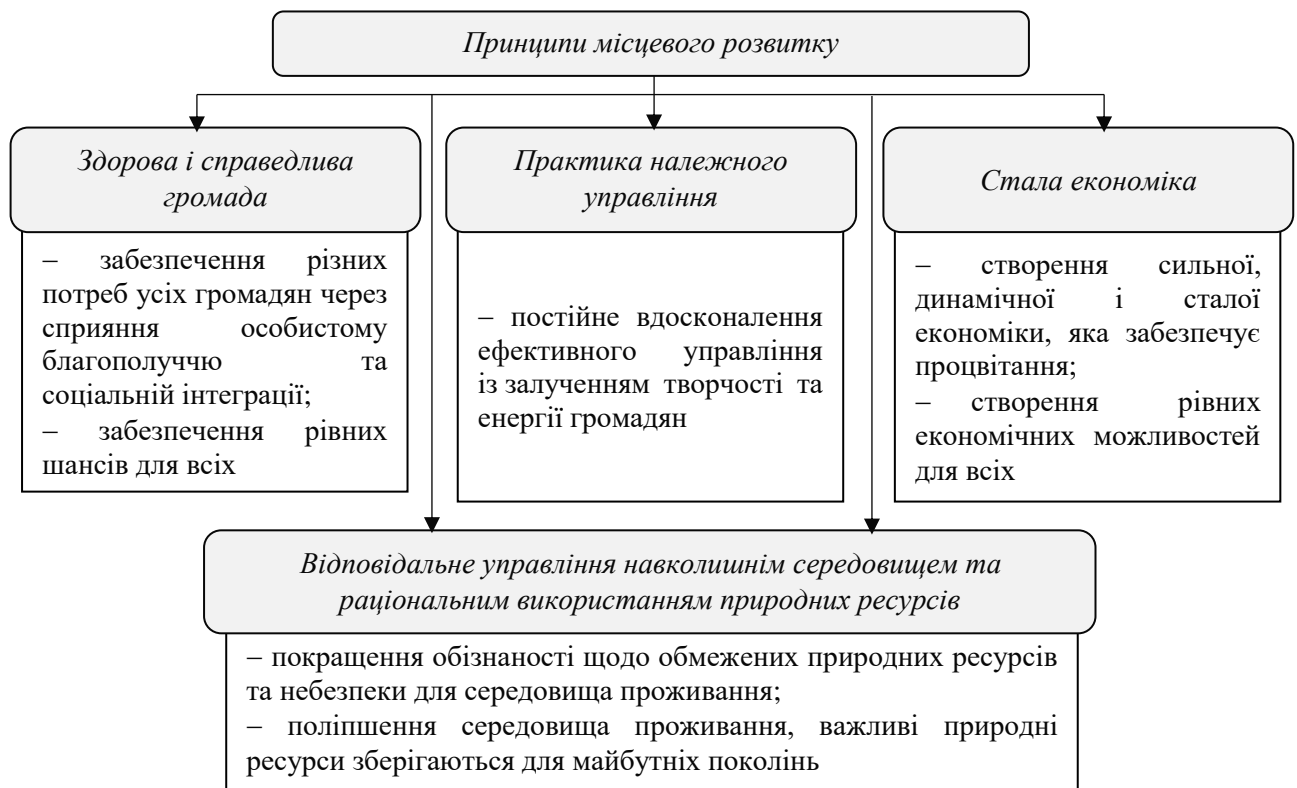 Принципи місцевого розвитку
Здорова і справедлива
громада
– забезпечення різних
потреб усіх громадян через
сприяння особистому
благополуччю та
соціальній інтеграції;
– забезпечення рівних
шансів для всіх
Практика належного
управління
– постійне вдосконалення
ефективного управління
із залученням творчості та
енергії громадян
Стала економіка
– створення сильної,
динамічної і сталої
економіки, яка забезпечує
процвітання;
– створення рівних
економічних можливостей
для всіх
Відповідальне управління навколишнім середовищем та
раціональним використанням природних ресурсів
– покращення обізнаності щодо обмежених природних ресурсів
та небезпеки для середовища проживання;
– поліпшення середовища проживання, важливі природні
ресурси зберігаються для майбутніх поколінь